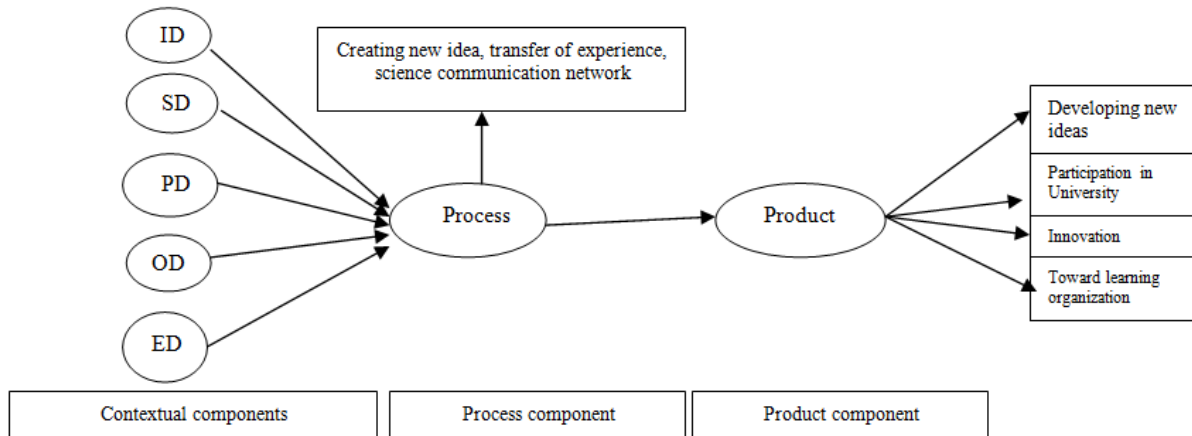 ID
SD
PD
OD
ED
Creating new idea, transfer of experience,
science communication network
Process
Product
Developing new
ideas
Participation in
University
Innovation
Toward learning
organization
Contextual components
Process component
Product component